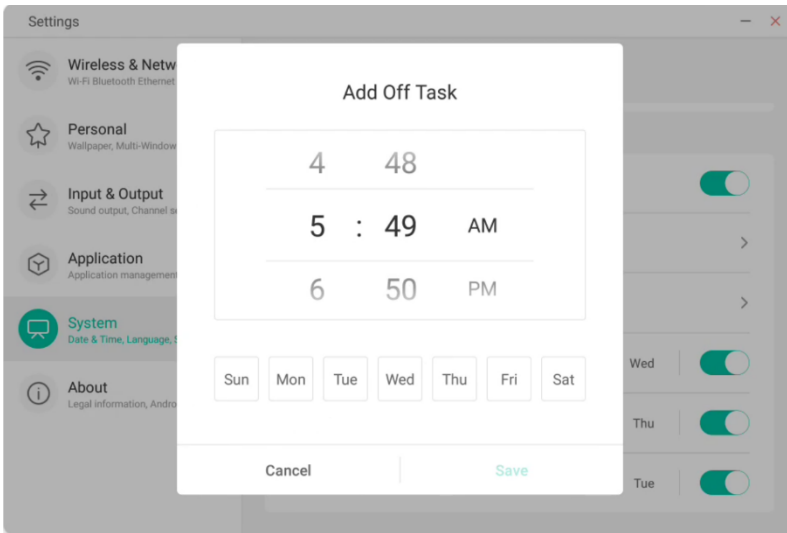 Settings
Wireless & Netw
Wi-Fi Bluetooth Ethernet
Personal
Wallpaper, Multi-Window
Input & Output
Sound output, Channel se
Application
Application management
System
Date & Time, Language, S
About
Legal information, Andro
Add Off Task
4 48
5 : 49 AM
6 50 PM
Sun Mon Tue Wed Thu Fri Sat
Cancel Save
Wed
Thu
Tue